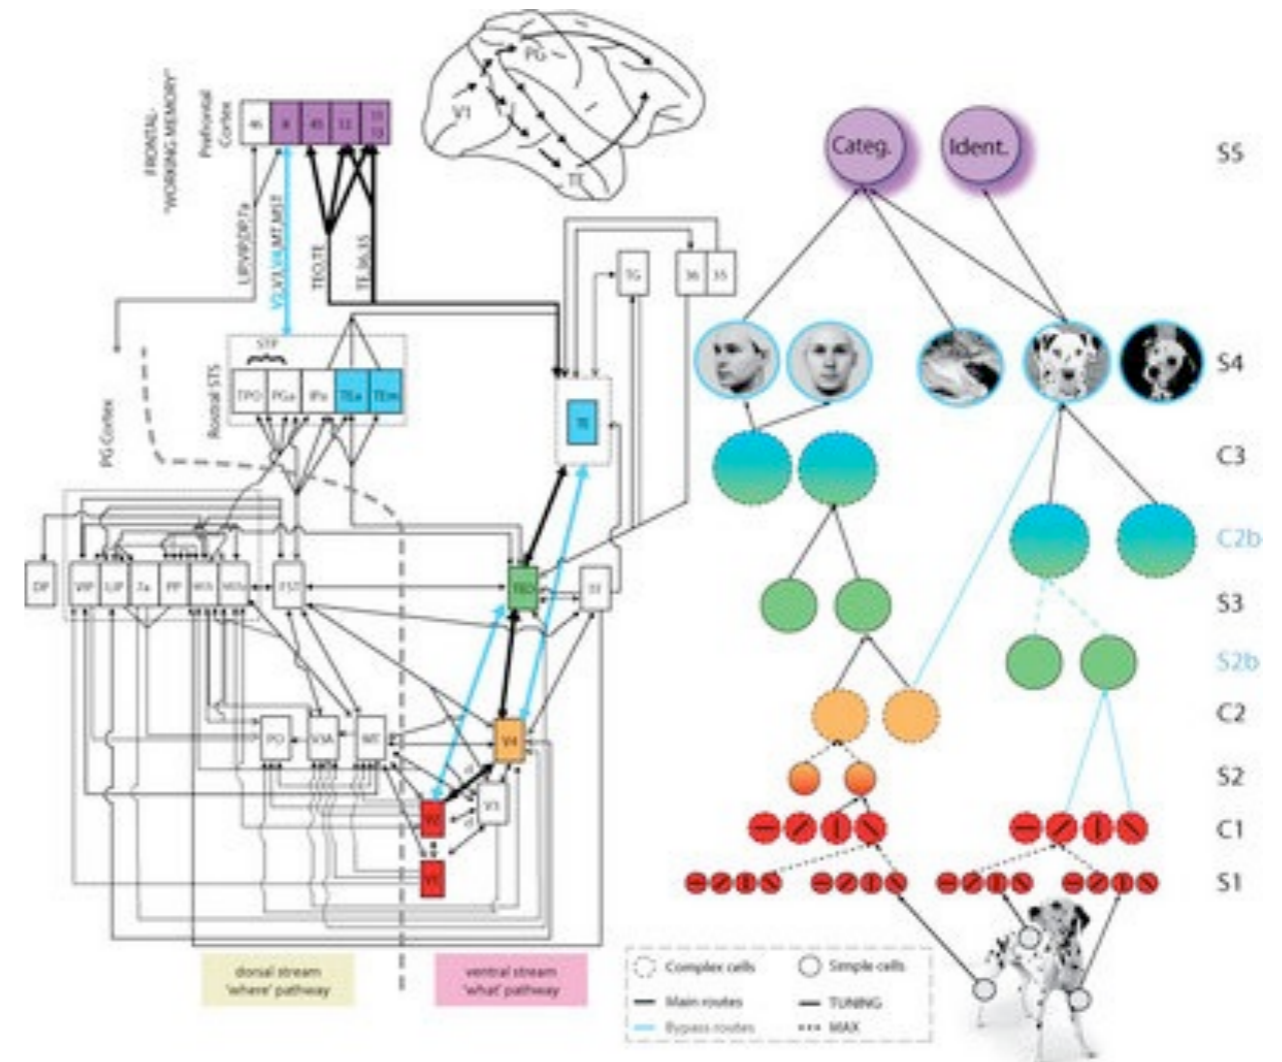 FRONTAL-
"WORKING MEMORY"
Prefrontal
Cortex
46
8
45
12
11
13
V1
PG
TE
LIP,VIP,DP,7a
V2,V3,V4,MT,MST
TEO,TE
TE,36,35
TG
36
35
Rostral STS
STP
TPO
PGa
IPa
TEa
TEm
TE
PG Cortex
DP
VIP
LIP
7a
PP
FST
TEO
TF
PO
V3A
MT
V4
V2
V3
V1
dorsal stream
'where' pathway
ventral stream
'what' pathway
Categ.
Ident.
S5
S4
C3
C2b
S3
S2b
C2
S2
C1
S1
Complex cells
Simple cells
Main routes
TUNING
Bypass routes
MAX